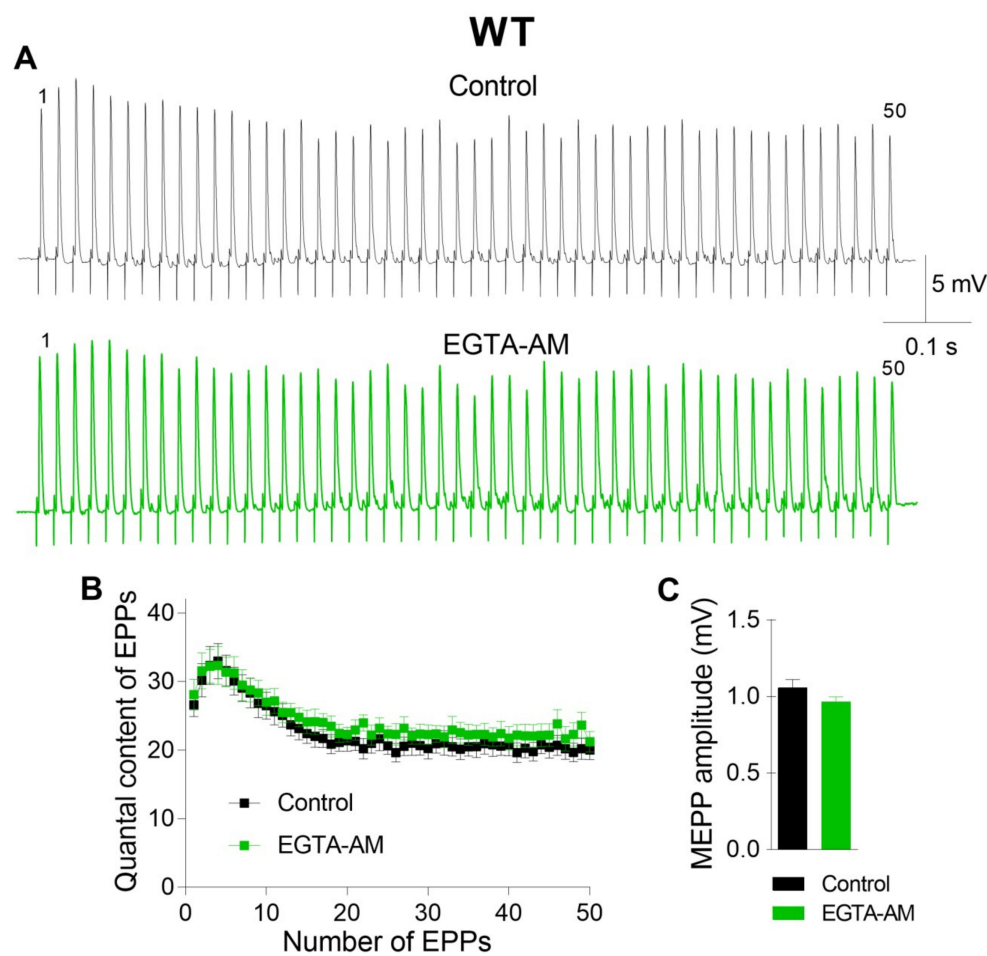 WT
A
Control
1
50
5 mV
0.1 s
EGTA-AM
1
50
B
Quantal content of EPPs
40
30
20
10
0
Control
EGTA-AM
0 10 20 30 40 50
Number of EPPs
C
MEPP amplitude (mV)
1.5
1.0
0.5
0.0
Control
EGTA-AM